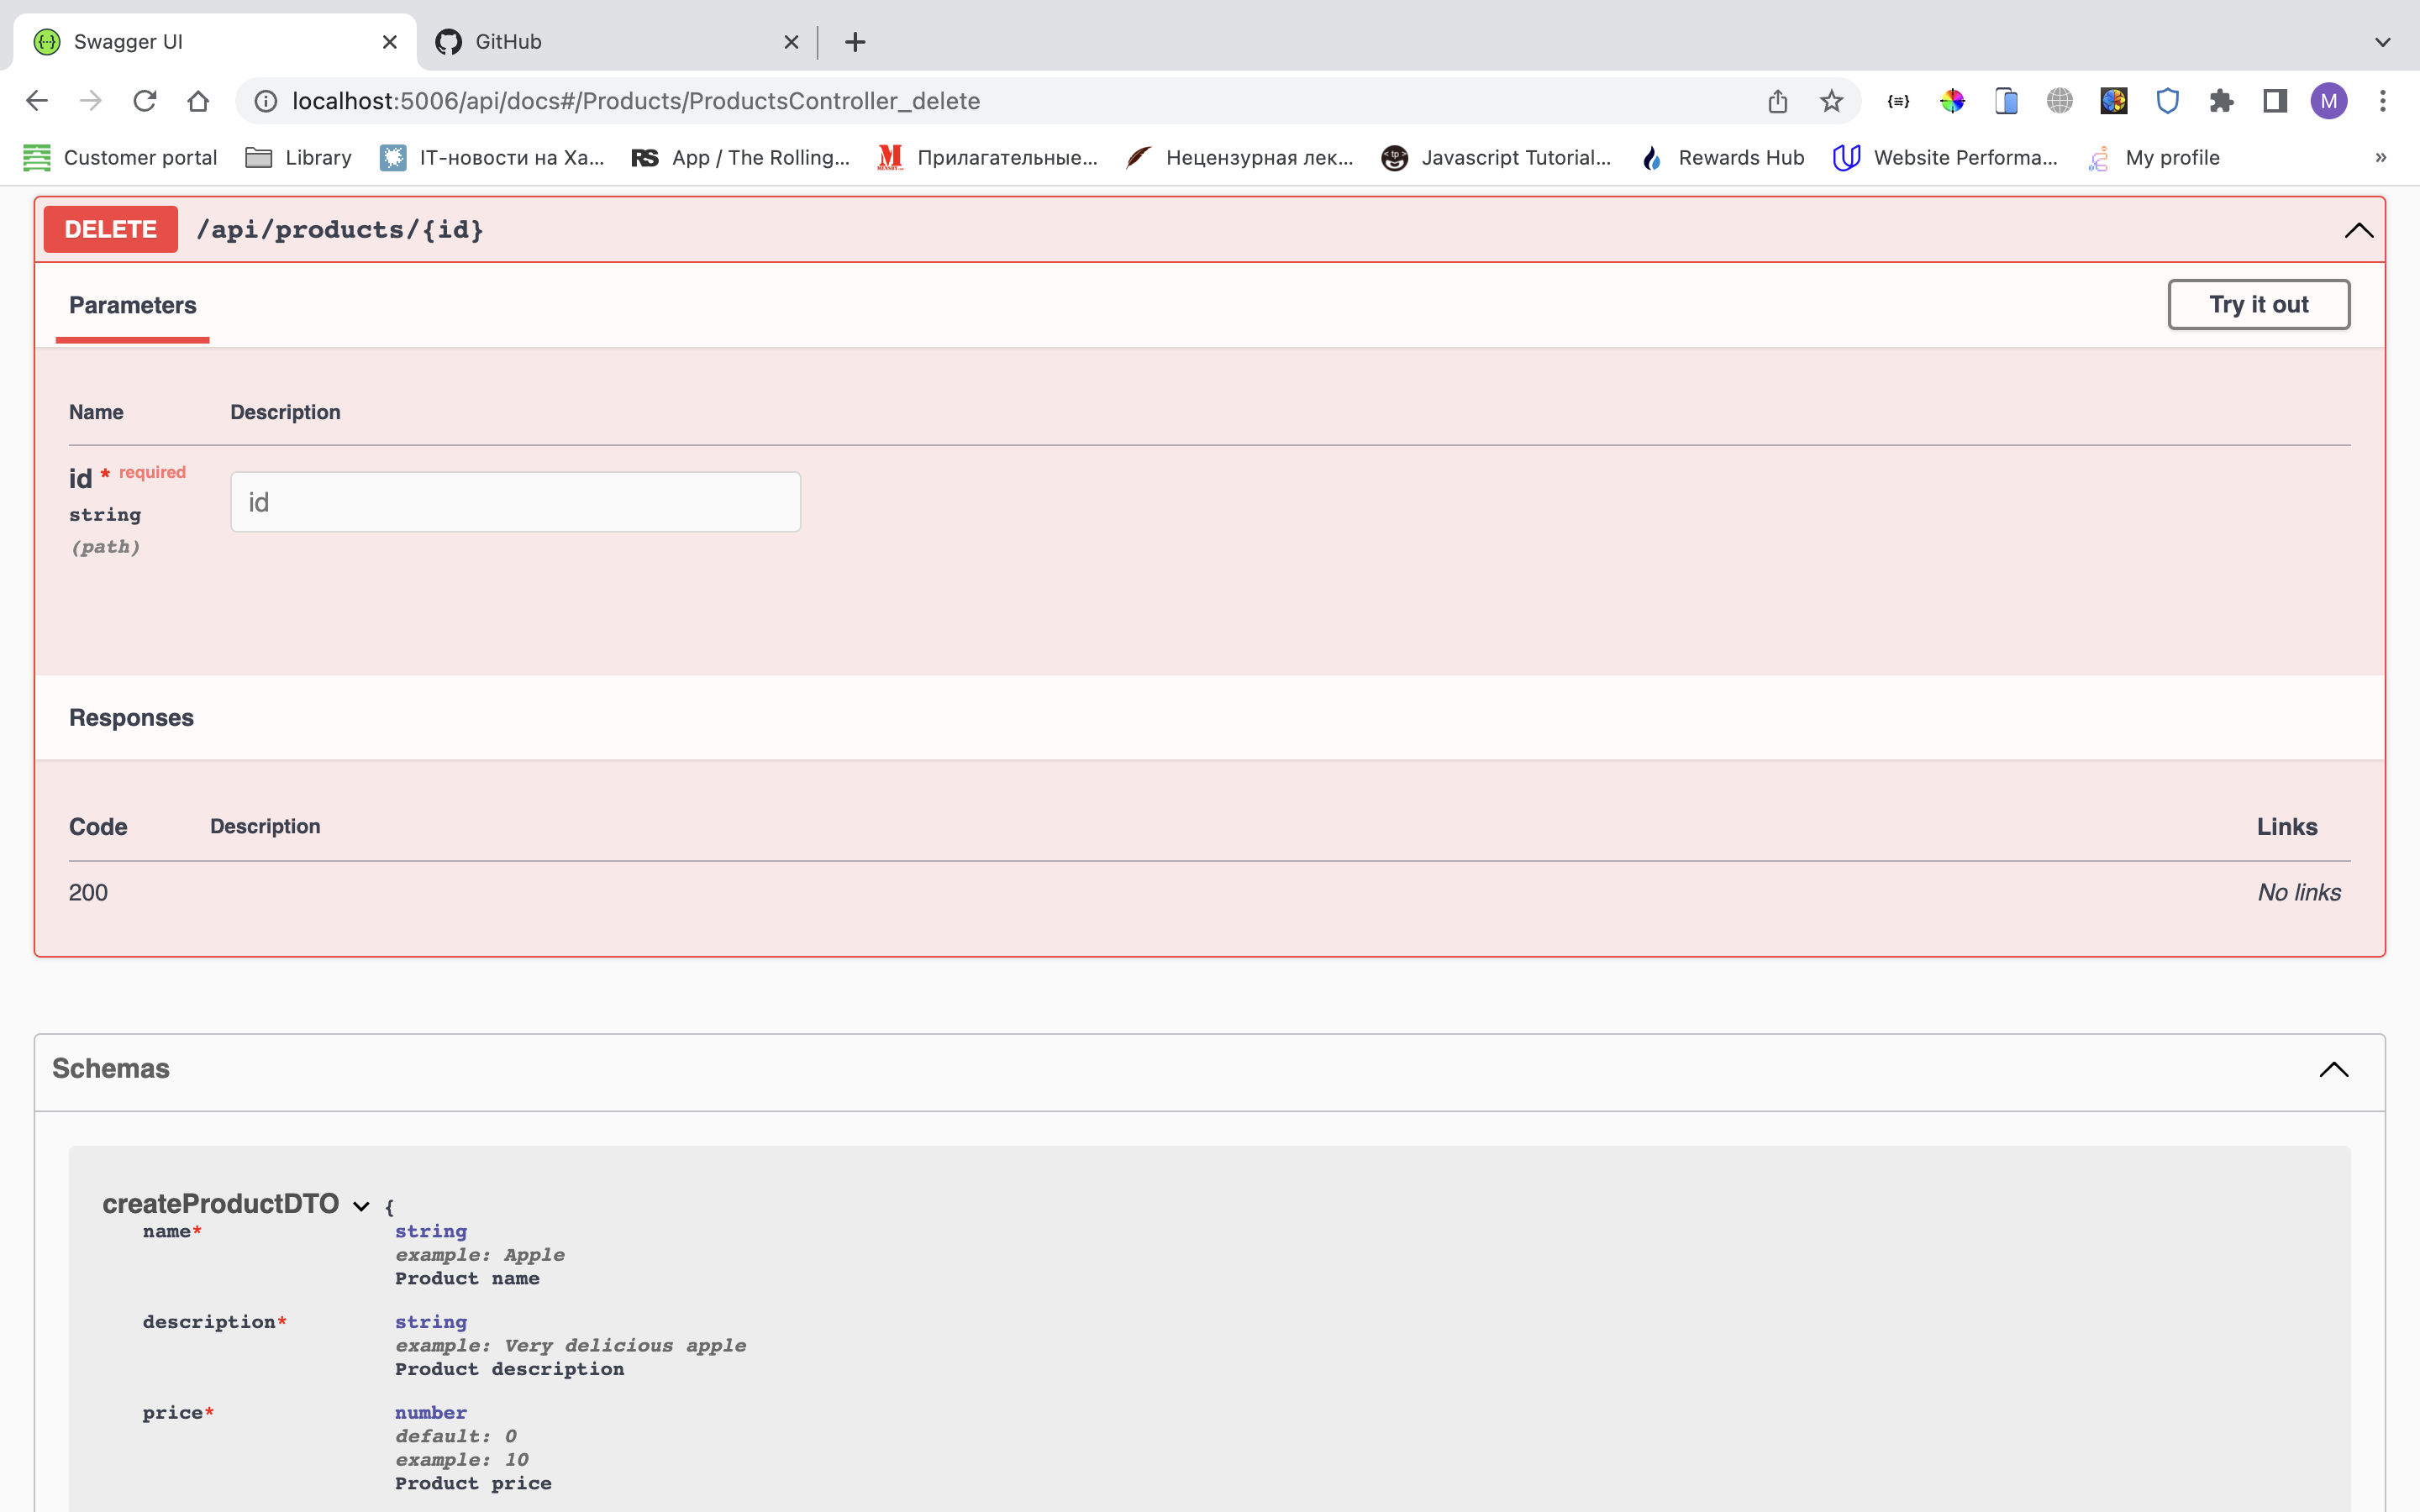 Swagger UI
GitHub
localhost:5006/api/docs#/Products/ProductsController_delete
M
Customer portal
Library
IT-новости на Ха...
RS
App / The Rolling...
Прилагательные...
Нецензурная лек...
Javascript Tutorial...
Rewards Hub
Website Performa...
My profile
»
DELETE /api/products/{id}
Parameters
Try it out
Name Description
id * required
string
(path)
id
Responses
Code Description Links
200 No links
Schemas
createProductDTO {
name* string
example: Apple
Product name
description* string
example: Very delicious apple
Product description
price* number
default: 0
example: 10
Product price